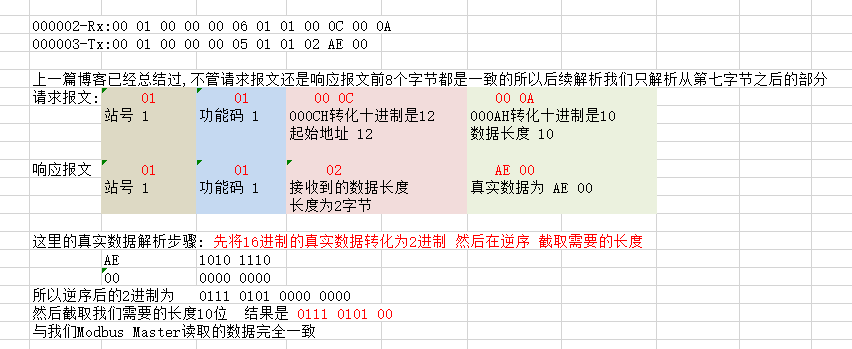 000002-Rx:00 01 00 00 00 06 01 01 00 0C 00 0A
000003-Tx:00 01 00 00 00 05 01 01 02 AE 00
上一篇博客已经总结过,不管请求报文还是响应报文前8个字节都是一致的所以后续解析我们只解析从第七字节之后的部分
请求报文: 01 01 00 0C 00 0A
站号 1 功能码 1 000CH转化十进制是12 000AH转化十进制是10
起始地址 12 数据长度 10
响应报文 01 01 02 AE 00
站号 1 功能码 1 接收到的数据长度 真实数据为 AE 00
长度为2字节
这里的真实数据解析步骤: 先将16进制的真实数据转化为2进制 然后在逆序 截取需要的长度
AE 1010 1110
00 0000 0000
所以逆序后的2进制为 0111 0101 0000 0000
然后截取我们需要的长度10位 结果是 0111 0101 00
与我们Modbus Master读取的数据完全一致